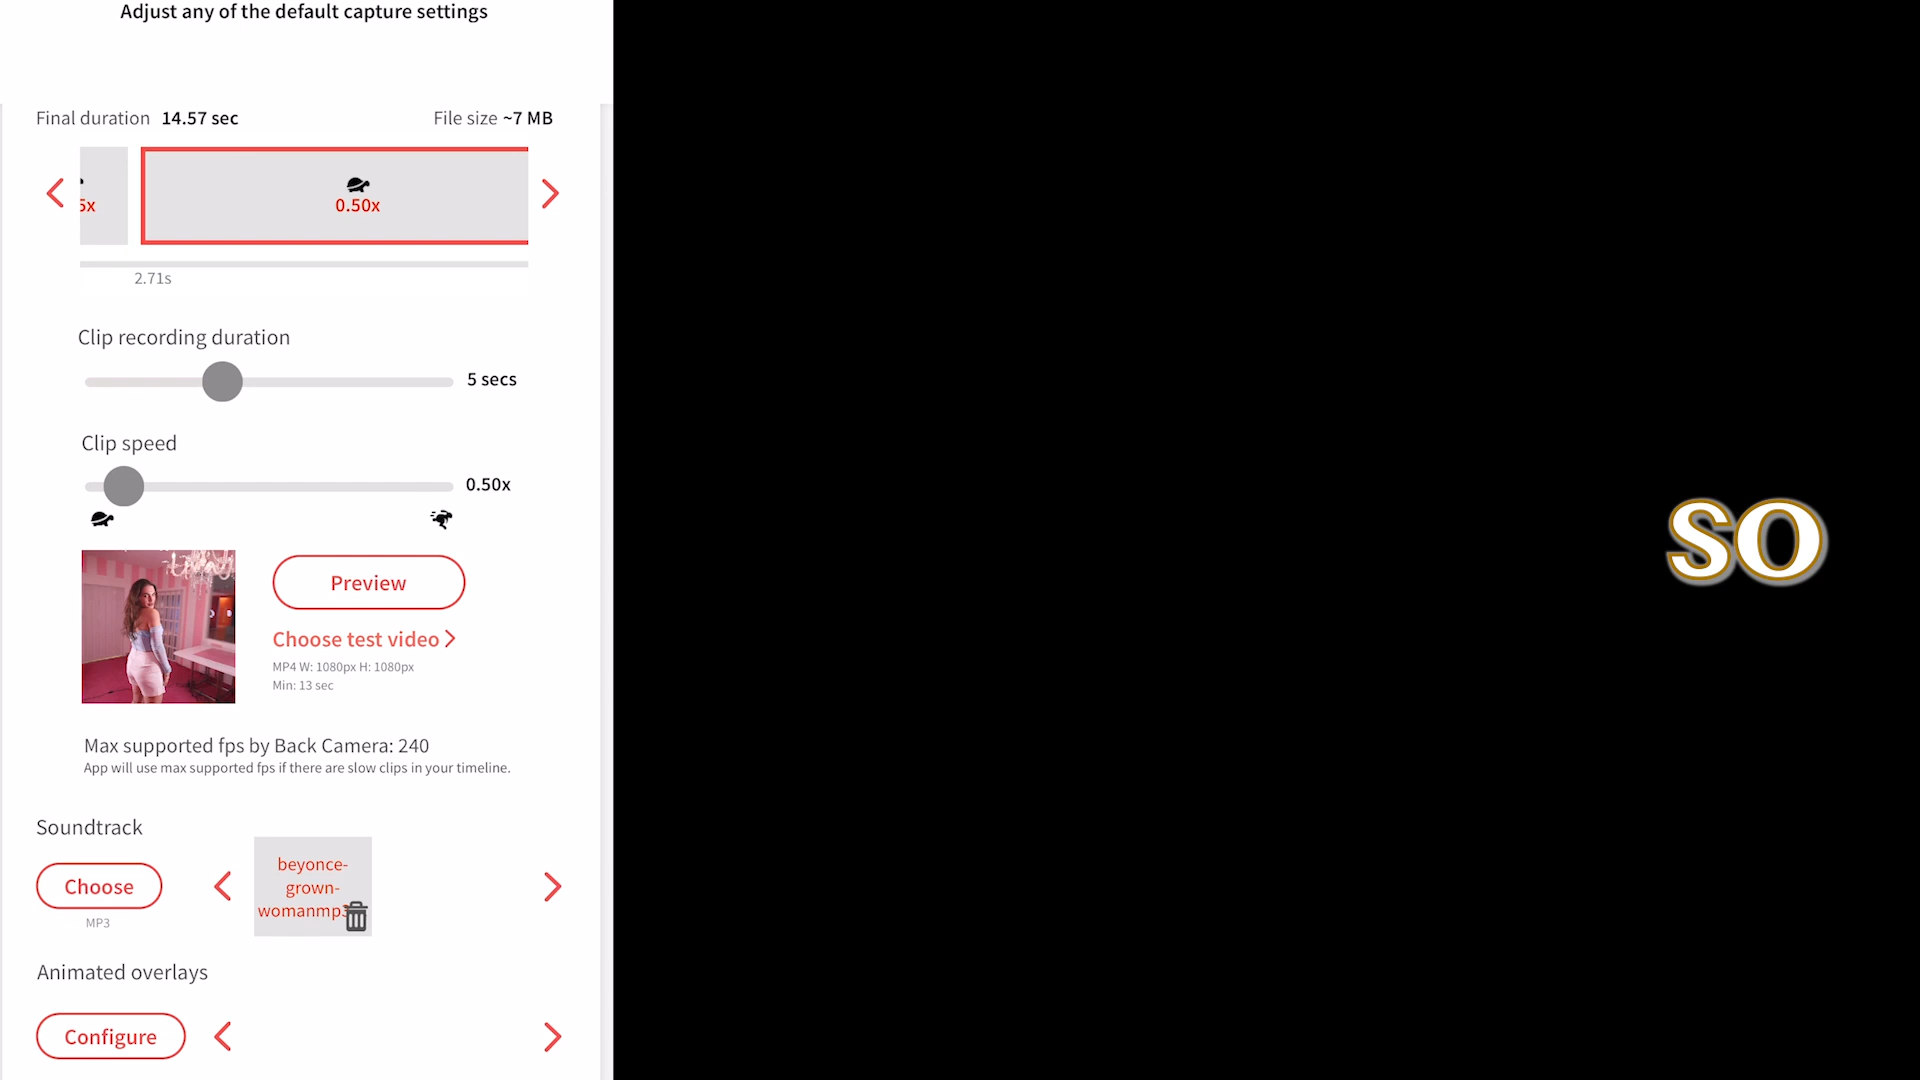 Adjust any of the default capture settings
Final duration 14.57 sec
File size ~7 MB
5x
0.50x
2.71s
Clip recording duration
5 secs
Clip speed
0.50x
Preview
Choose test video
MP4 W: 1080px H: 1080px
Min: 13 sec
Max supported fps by Back Camera: 240
App will use max supported fps if there are slow clips in your timeline.
Soundtrack
Choose
MP3
beyonce-
grown-
womanmp3
Animated overlays
Configure
SO